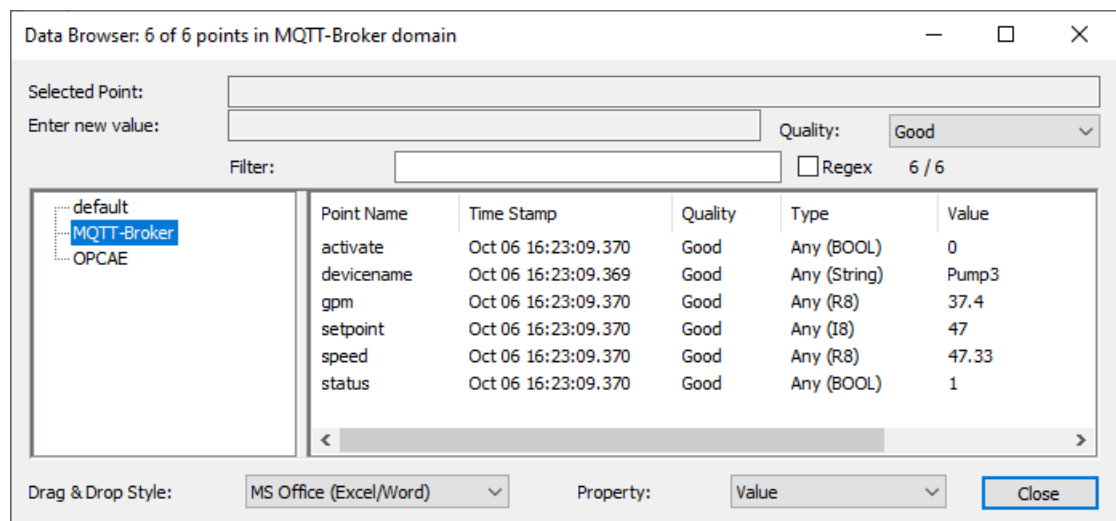 Data Browser: 6 of 6 points in MQTT-Broker domain
Selected Point:
Enter new value: Quality: Good
Filter: Regex 6 / 6
default
MQTT-Broker
OPCAE
Point Name Time Stamp Quality Type Value
activate Oct 06 16:23:09.370 Good Any (BOOL) 0
devicename Oct 06 16:23:09.369 Good Any (String) Pump3
gpm Oct 06 16:23:09.370 Good Any (R8) 37.4
setpoint Oct 06 16:23:09.370 Good Any (I8) 47
speed Oct 06 16:23:09.370 Good Any (R8) 47.33
status Oct 06 16:23:09.370 Good Any (BOOL) 1
Drag & Drop Style: MS Office (Excel/Word) Property: Value Close